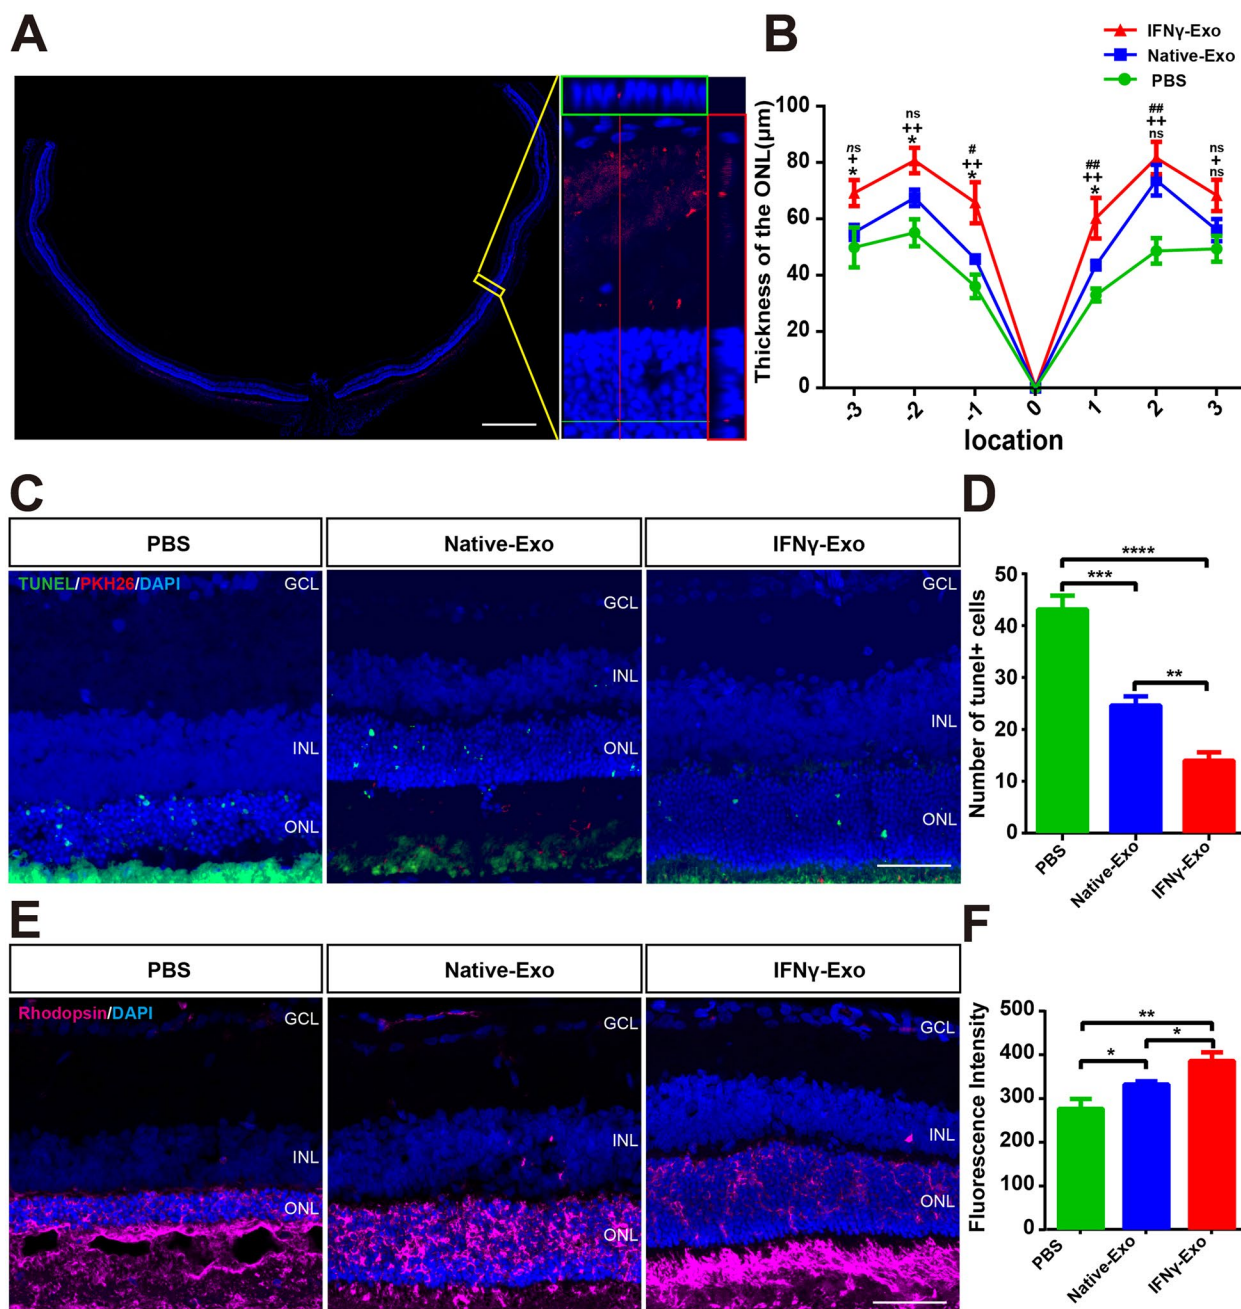 A
B
IFNγ-Exo
Native-Exo
PBS
Thickness of the ONL(μm)
100
80
60
40
20
0
ns
+
*
ns
++
*
#
++
*
##
++
*
##
++
ns
ns
+
ns
-3
-2
-1
0
1
2
3
location
C
PBS
Native-Exo
IFNγ-Exo
TUNEL/PKH26/DAPI
GCL
INL
ONL
GCL
INL
ONL
GCL
INL
ONL
D
Number of tunel+ cells
50
40
30
20
10
0
****
***
**
PBS
Native-Exo
IFNγ-Exo
E
PBS
Native-Exo
IFNγ-Exo
Rhodopsin/DAPI
GCL
INL
ONL
GCL
INL
ONL
GCL
INL
ONL
F
Fluorescence Intensity
500
400
300
200
100
0
**
*
*
PBS
Native-Exo
IFNγ-Exo